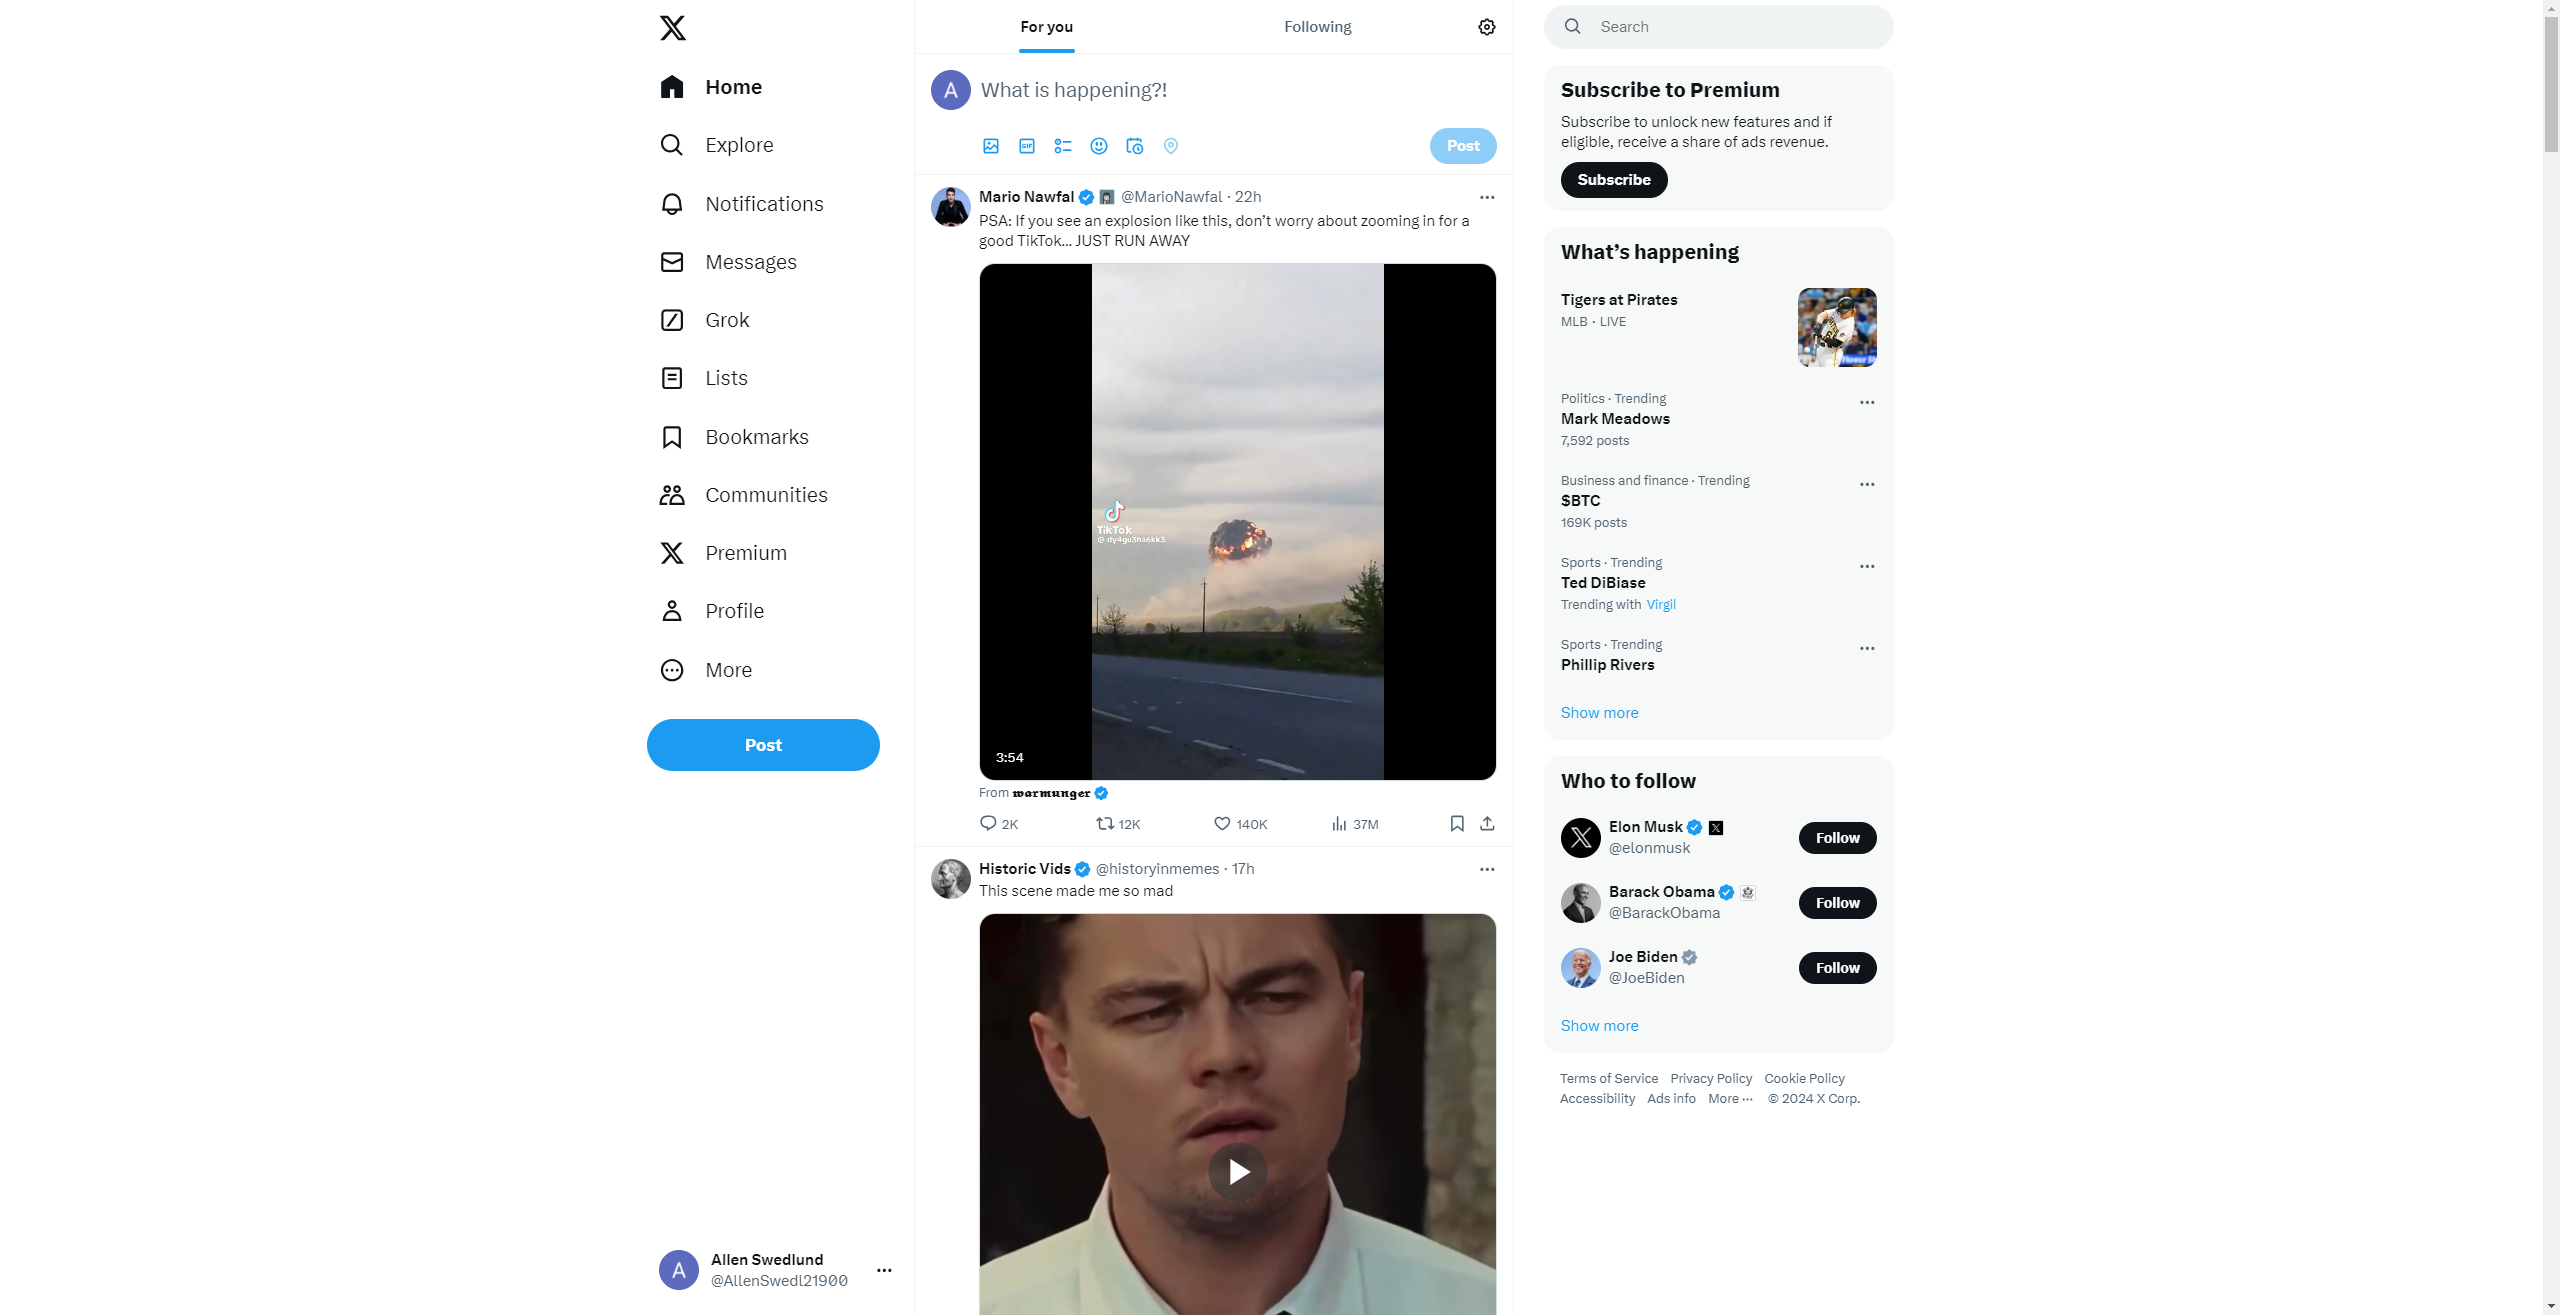 Home
Explore
Notifications
Messages
Grok
Lists
Bookmarks
Communities
Premium
Profile
More
Post
Allen Swedlund
@AllenSwedl21900
For you
Following
A
What is happening?!
GIF
Post
Mario Nawfal @MarioNawfal · 22h
PSA: If you see an explosion like this, don’t worry about zooming in for a
good TikTok... JUST RUN AWAY
TikTok
@dy4gu3ha6kk3
3:54
From 𝖜𝖆𝖗𝖒𝖚𝖓𝖌𝖊𝖗
2K 12K 140K 37M
Historic Vids @historyinmemes · 17h
This scene made me so mad
Search
Subscribe to Premium
Subscribe to unlock new features and if
eligible, receive a share of ads revenue.
Subscribe
What’s happening
Tigers at Pirates
MLB · LIVE
Politics · Trending
Mark Meadows
7,592 posts
Business and finance · Trending
$BTC
169K posts
Sports · Trending
Ted DiBiase
Trending with Virgil
Sports · Trending
Phillip Rivers
Show more
Who to follow
Elon Musk
@elonmusk
Follow
Barack Obama
@BarackObama
Follow
Joe Biden
@JoeBiden
Follow
Show more
Terms of Service Privacy Policy Cookie Policy
Accessibility Ads info More ··· © 2024 X Corp.
A